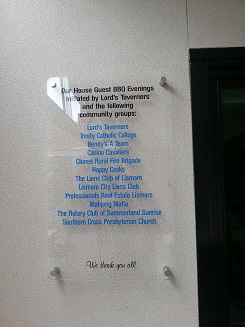 Our House Guest BBQ Evenings
initiated by Lord's Taverners
and the following
community groups:
Lord's Taverners
Trinity Catholic College
Bendy's A Team
Casino Cavaliers
Clunes Rural Fire Brigade
Happy Cooks
The Lions Club of Lismore
Lismore City Lions Club
Professionals Real Estate Lismore
Mahjong Mafia
The Rotary Club of Summerland Sunrise
Southern Cross Presbyterian Church
We thank you all